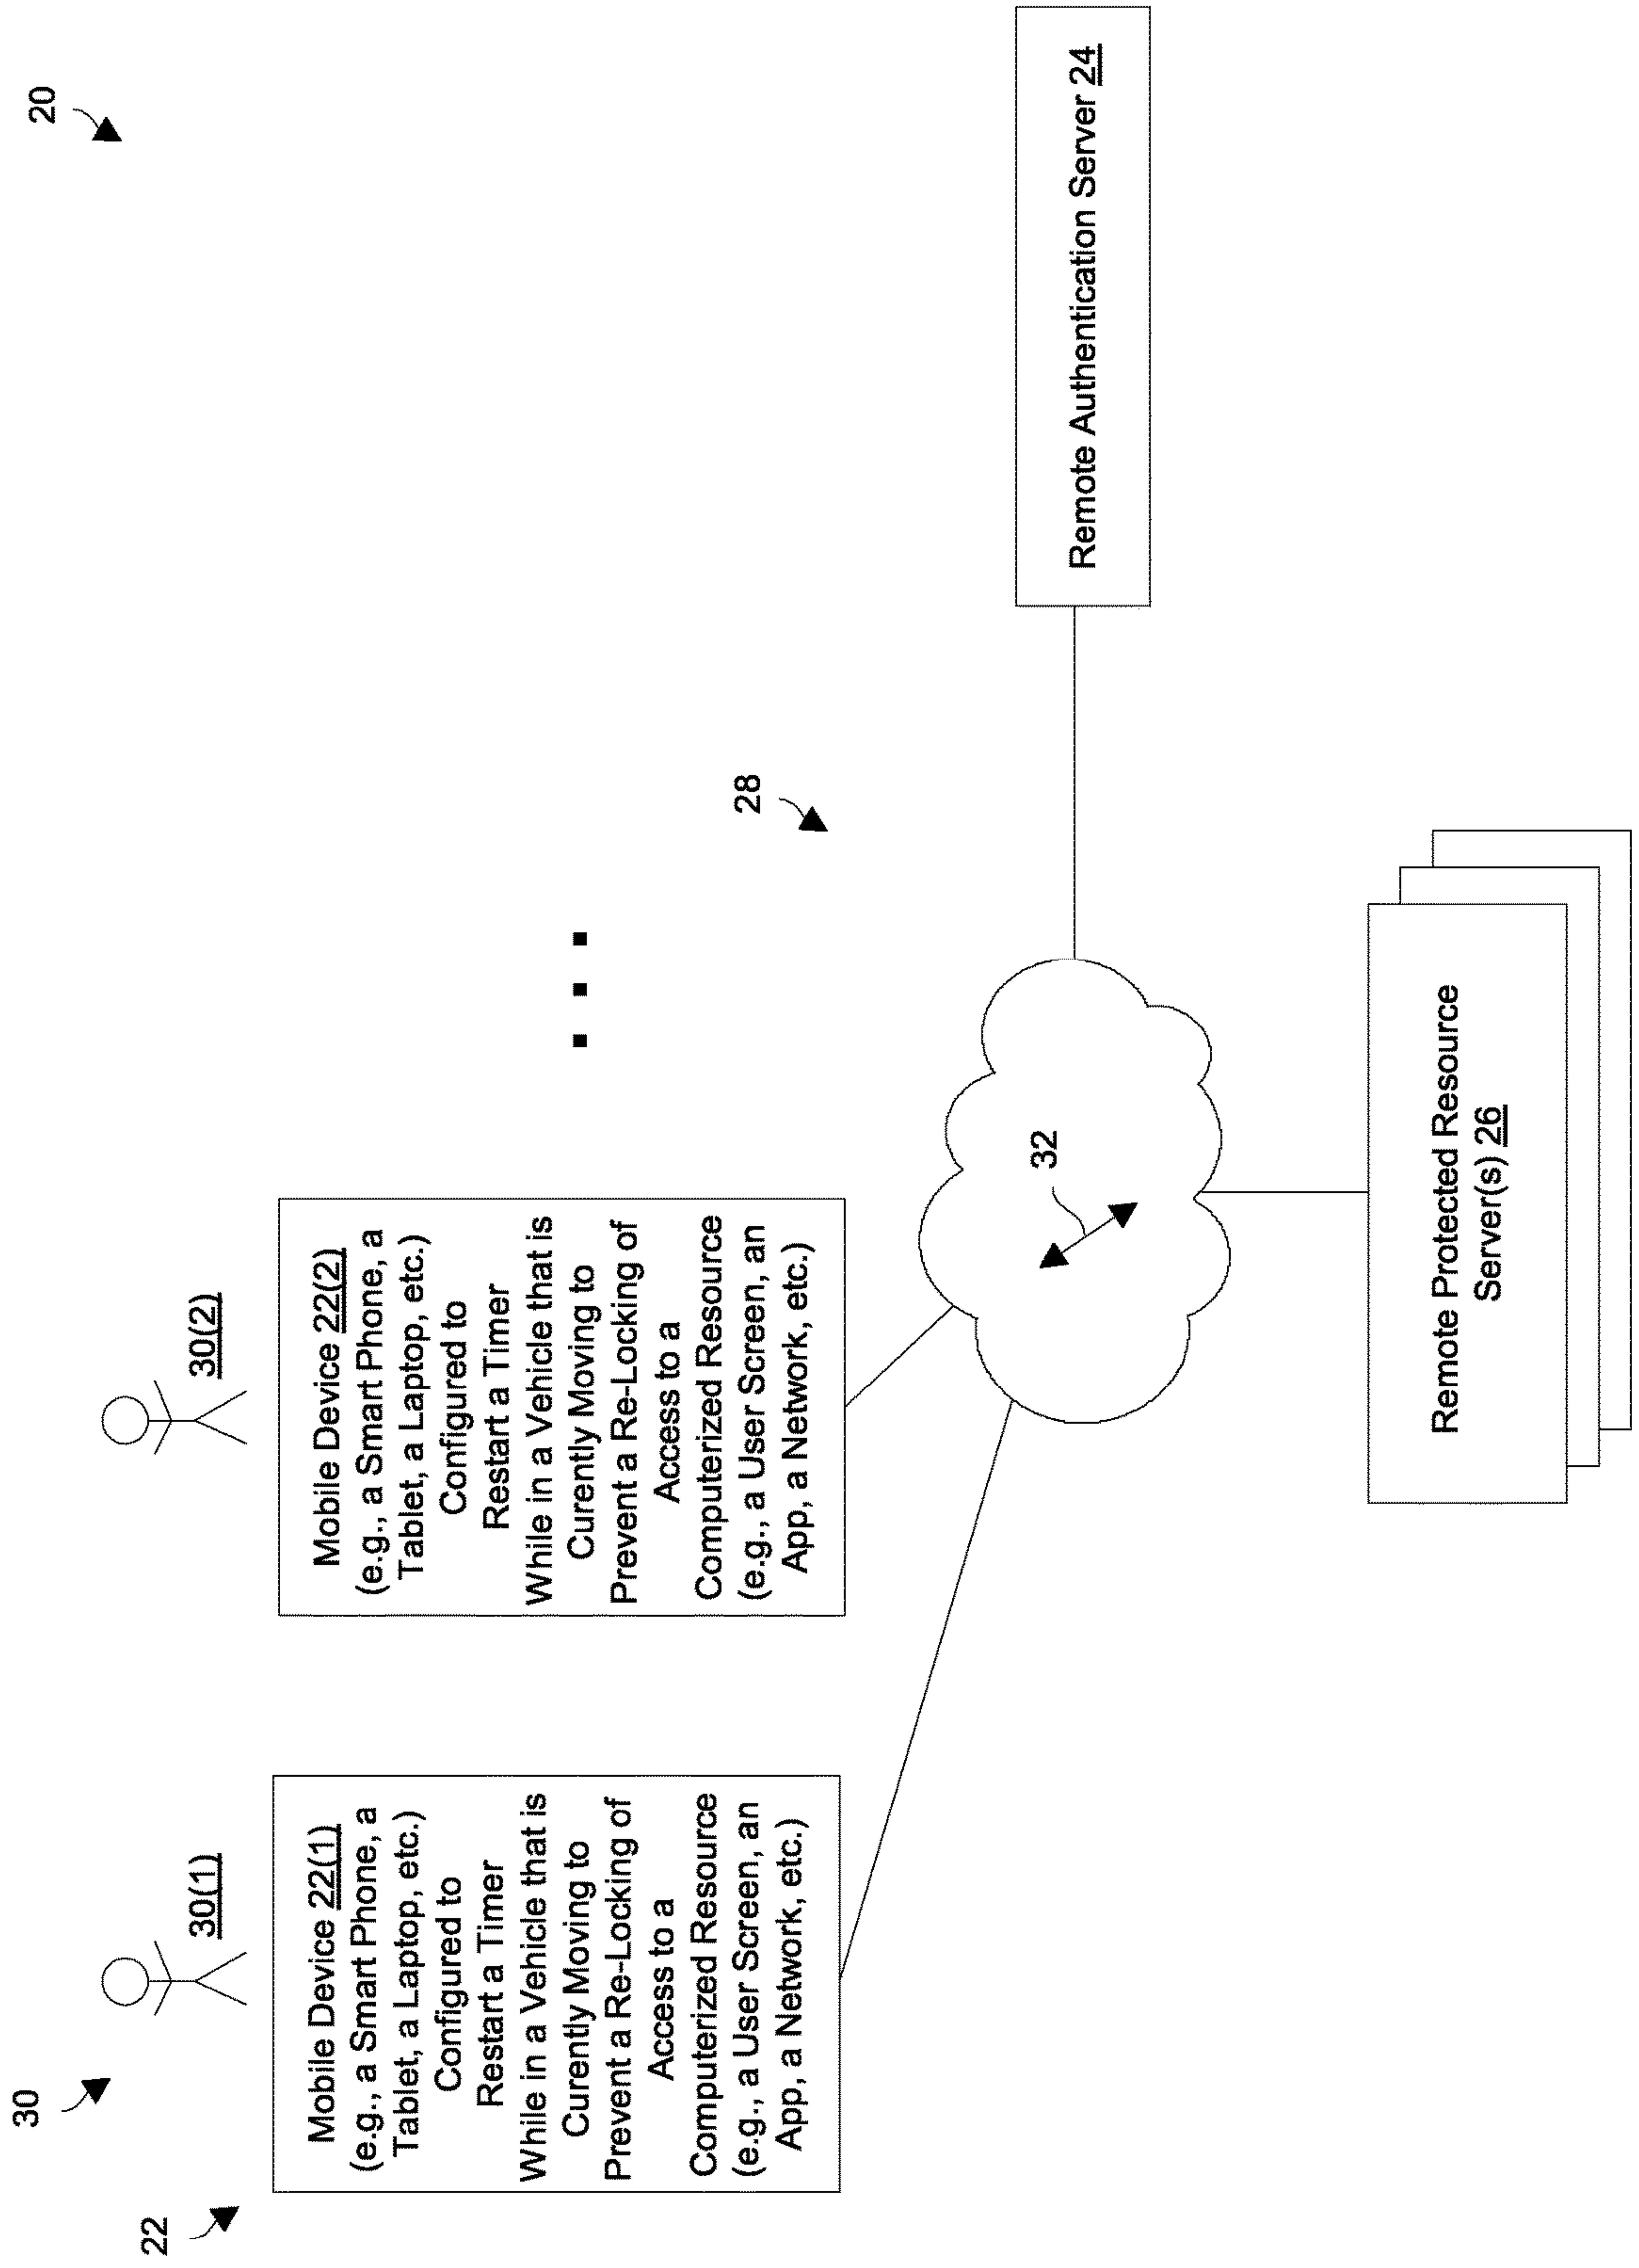 20
30
30(1)
30(2)
22
Mobile Device 22(1)
(e.g., a Smart Phone, a
Tablet, a Laptop, etc.)
Configured to
Restart a Timer
While in a Vehicle that is
Curently Moving to
Prevent a Re-Locking of
Access to a
Computerized Resource
(e.g., a User Screen, an
App, a Network, etc.)
Mobile Device 22(2)
(e.g., a Smart Phone, a
Tablet, a Laptop, etc.)
Configured to
Restart a Timer
While in a Vehicle that is
Curently Moving to
Prevent a Re-Locking of
Access to a
Computerized Resource
(e.g., a User Screen, an
App, a Network, etc.)
28
32
Remote Authentication Server 24
Remote Protected Resource
Server(s) 26